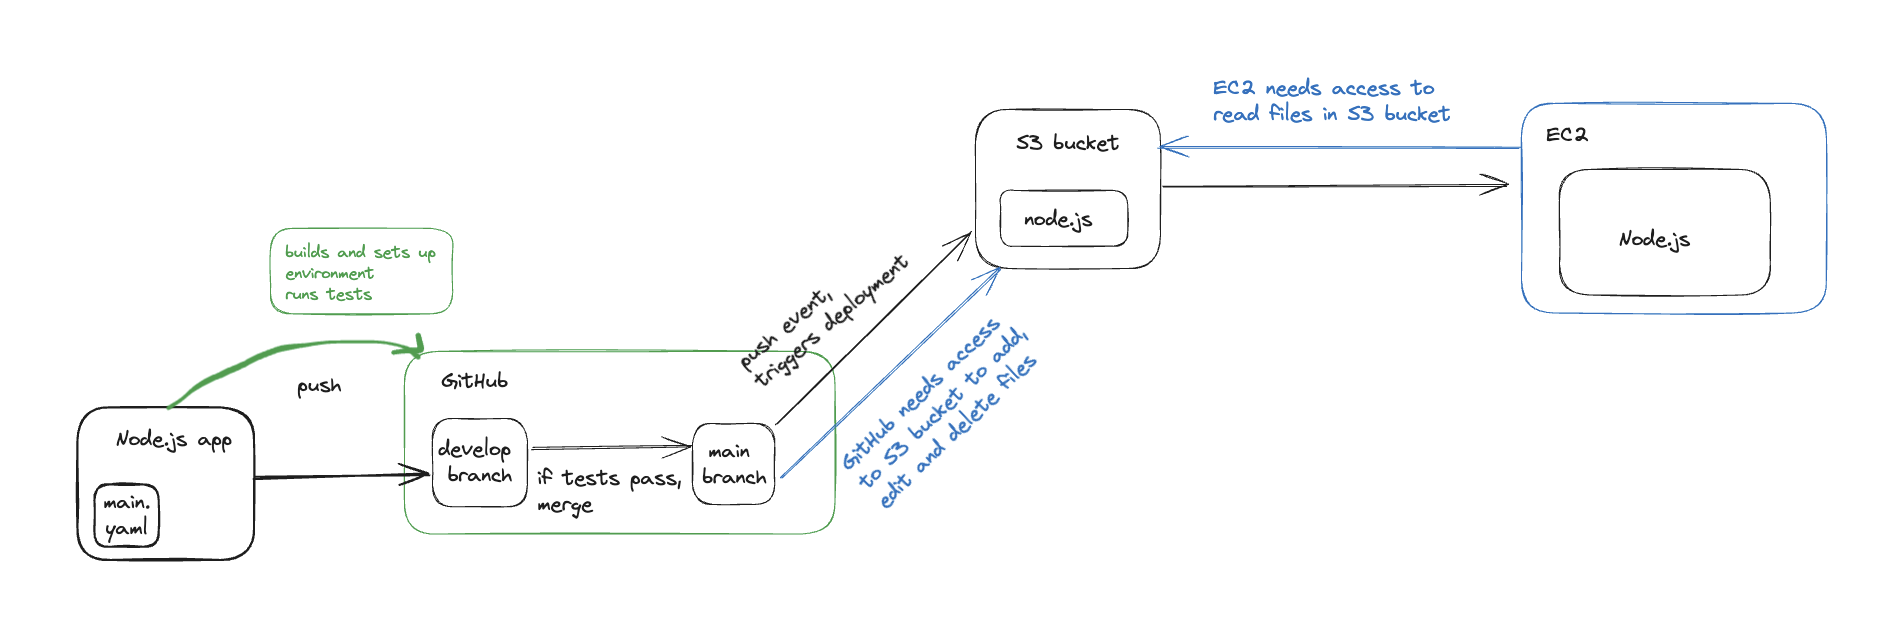 EC2 needs access to
read files in S3 bucket
S3 bucket
node.js
EC2
Node.js
builds and sets up
environment
runs tests
push event,
triggers deployment
push
GitHub
GitHub needs access
to S3 bucket to add,
edit and delete files
Node.js app
main.
yaml
develop
branch
if tests pass,
merge
main
branch